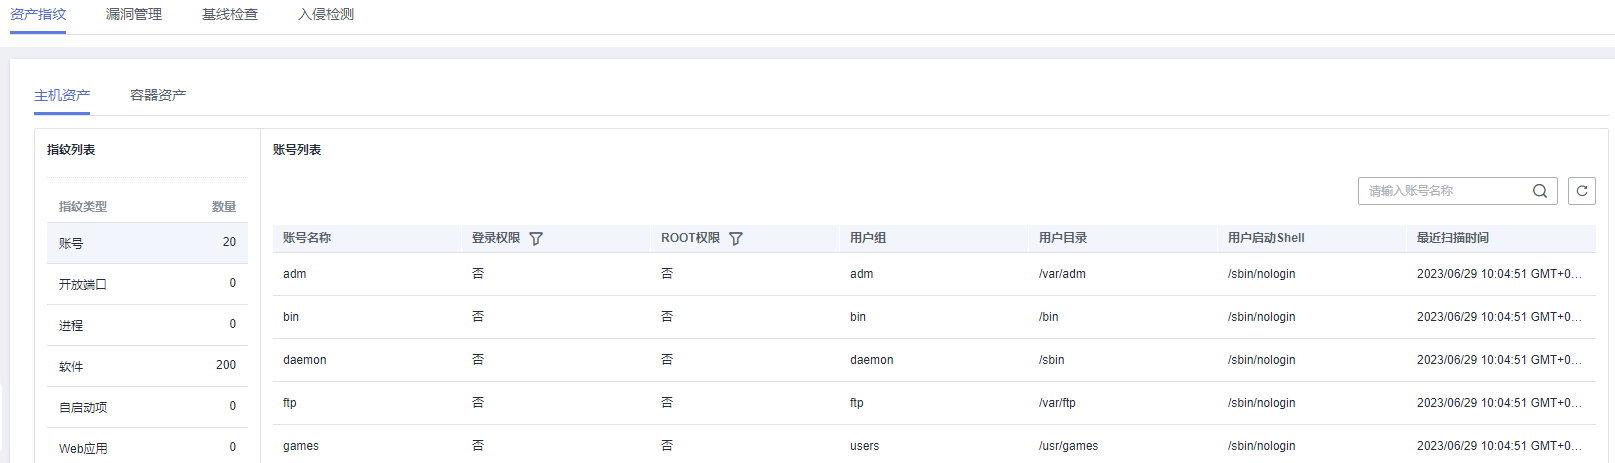 资产指纹 漏洞管理 基线检查 入侵检测
主机资产 容器资产
指纹列表
指纹类型 数量
账号 20
开放端口 0
进程 0
软件 200
自启动项 0
Web应用 0
账号列表
请输入账号名称
账号名称 登录权限 ROOT权限 用户组 用户目录 用户启动Shell 最近扫描时间
adm 否 否 adm /var/adm /sbin/nologin 2023/06/29 10:04:51 GMT+0...
bin 否 否 bin /bin /sbin/nologin 2023/06/29 10:04:51 GMT+0...
daemon 否 否 daemon /sbin /sbin/nologin 2023/06/29 10:04:51 GMT+0...
ftp 否 否 ftp /var/ftp /sbin/nologin 2023/06/29 10:04:51 GMT+0...
games 否 否 users /usr/games /sbin/nologin 2023/06/29 10:04:51 GMT+0...